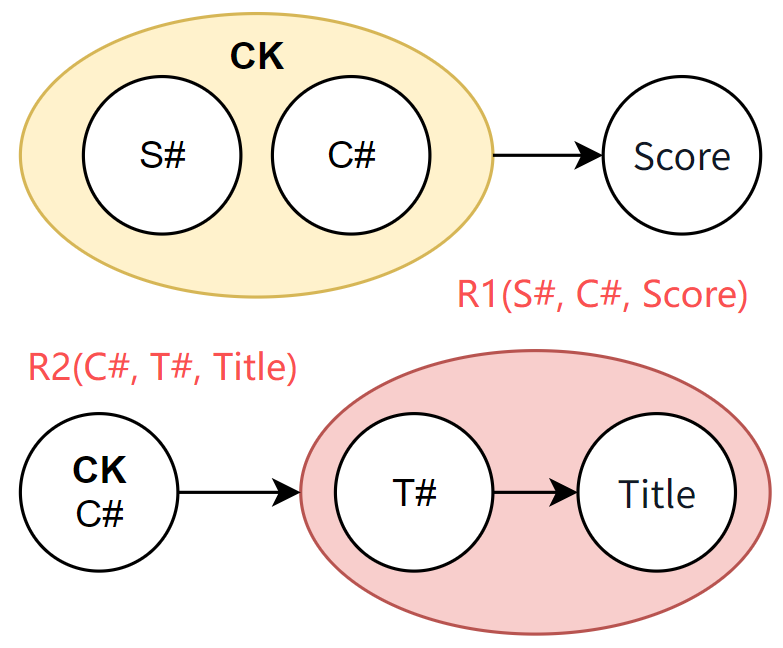 CK
S#
C#
Score
R1(S#, C#, Score)
R2(C#, T#, Title)
CK
C#
T#
Title